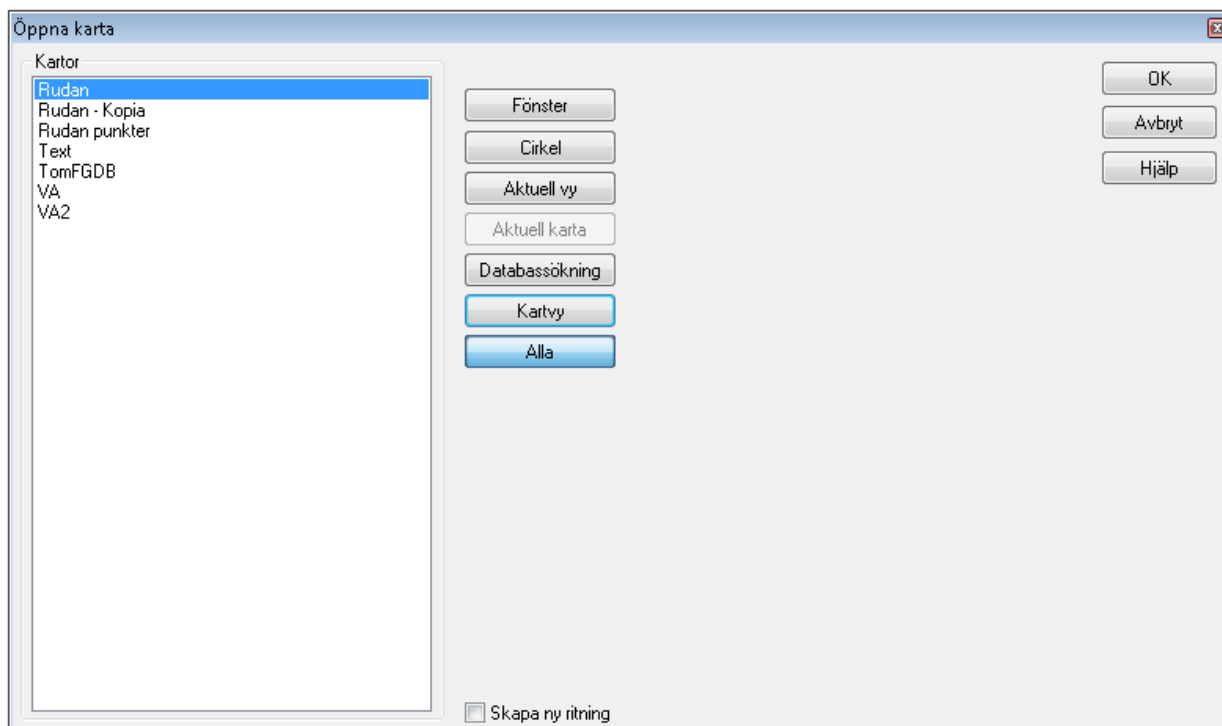 Öppna karta
Kartor
Rudan
Rudan - Kopia
Rudan punkter
Text
TomFGDB
VA
VA2
Fönster
Cirkel
Aktuell vy
Aktuell karta
Databassökning
Kartvy
Alla
Skapa ny ritning
OK
Avbryt
Hjälp